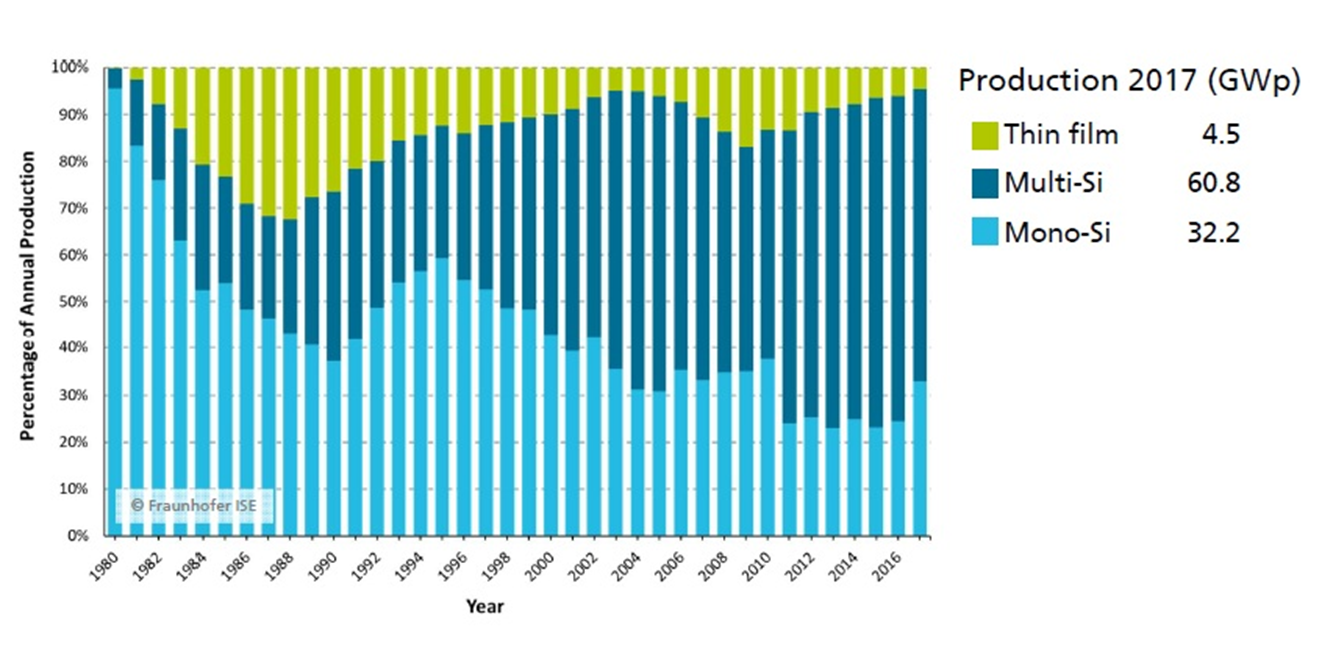 Production 2017 (GWp)
Thin film 4.5
Multi-Si 60.8
Mono-Si 32.2
Percentage of Annual Production
100%
90%
80%
70%
60%
50%
40%
30%
20%
10%
0%
© Fraunhofer ISE
1980 1982 1984 1986 1988 1990 1992 1994 1996 1998 2000 2002 2004 2006 2008 2010 2012 2014 2016
Year